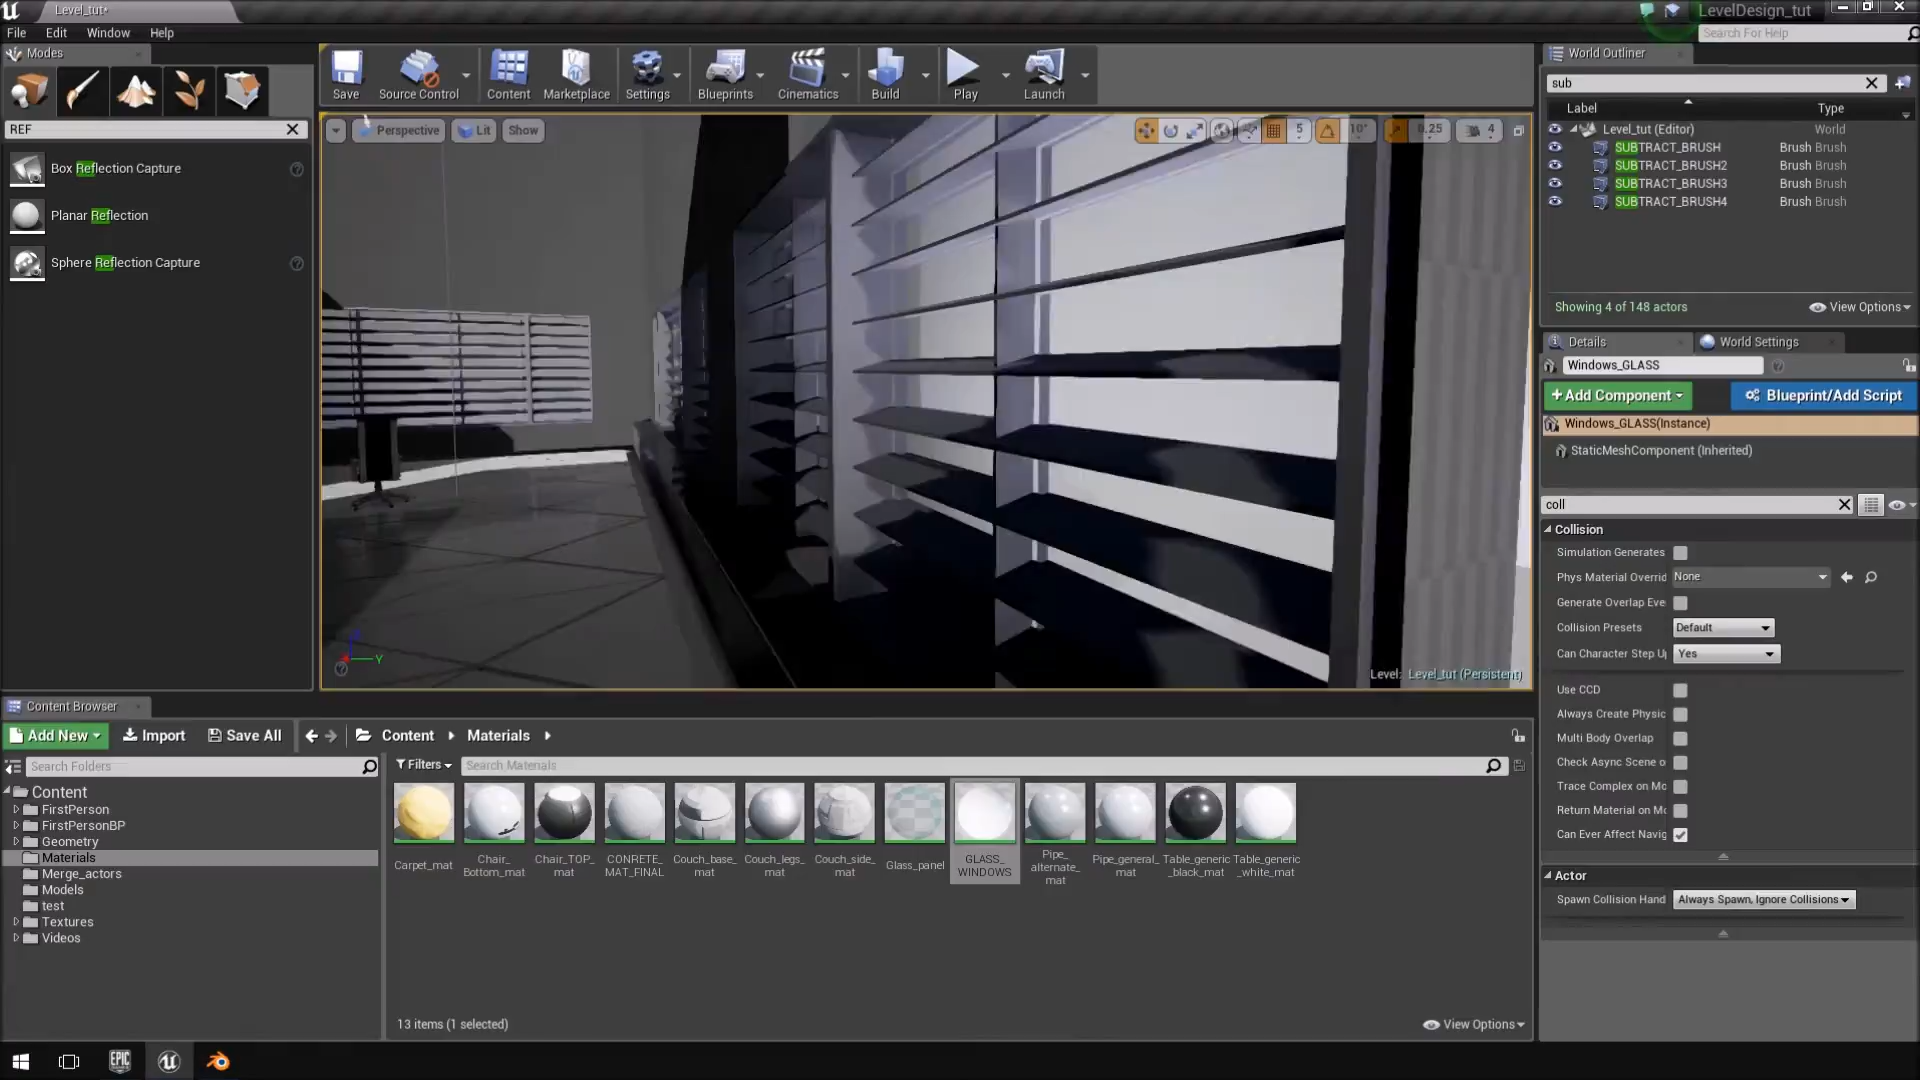 Level_tut*
LevelDesign_tut
File Edit Window Help
Search For Help
Modes
REF
Box Reflection Capture
Planar Reflection
Sphere Reflection Capture
Save
Source Control
Content
Marketplace
Settings
Blueprints
Cinematics
Build
Play
Launch
Perspective
Lit
Show
5
10°
0.25
4
Y
Level: Level_tut (Persistent)
World Outliner
sub
Label Type
Level_tut (Editor) World
SUBTRACT_BRUSH Brush Brush
SUBTRACT_BRUSH2 Brush Brush
SUBTRACT_BRUSH3 Brush Brush
SUBTRACT_BRUSH4 Brush Brush
Showing 4 of 148 actors
View Options
Details
World Settings
Windows_GLASS
+Add Component
Blueprint/Add Script
Windows_GLASS(Instance)
StaticMeshComponent (Inherited)
coll
Collision
Simulation Generates
Phys Material Overrid None
Generate Overlap Eve
Collision Presets Default
Can Character Step U Yes
Use CCD
Always Create Physic
Multi Body Overlap
Check Async Scene o
Trace Complex on Mo
Return Material on Mo
Can Ever Affect Navig
Actor
Spawn Collision Hand Always Spawn, Ignore Collisions
Content Browser
Add New
Import
Save All
Content
Materials
Search Folders
Filters
Search Materials
Content
FirstPerson
FirstPersonBP
Geometry
Materials
Merge_actors
Models
test
Textures
Videos
Carpet_mat
Chair_
Bottom_mat
Chair_TOP_
mat
CONRETE_
MAT_FINAL
Couch_base_
mat
Couch_legs_
mat
Couch_side_
mat
Glass_panel
GLASS_
WINDOWS
Pipe_
alternate_
mat
Pipe_general_
mat
Table_generic
_black_mat
Table_generic
_white_mat
13 items (1 selected)
View Options
EPIC